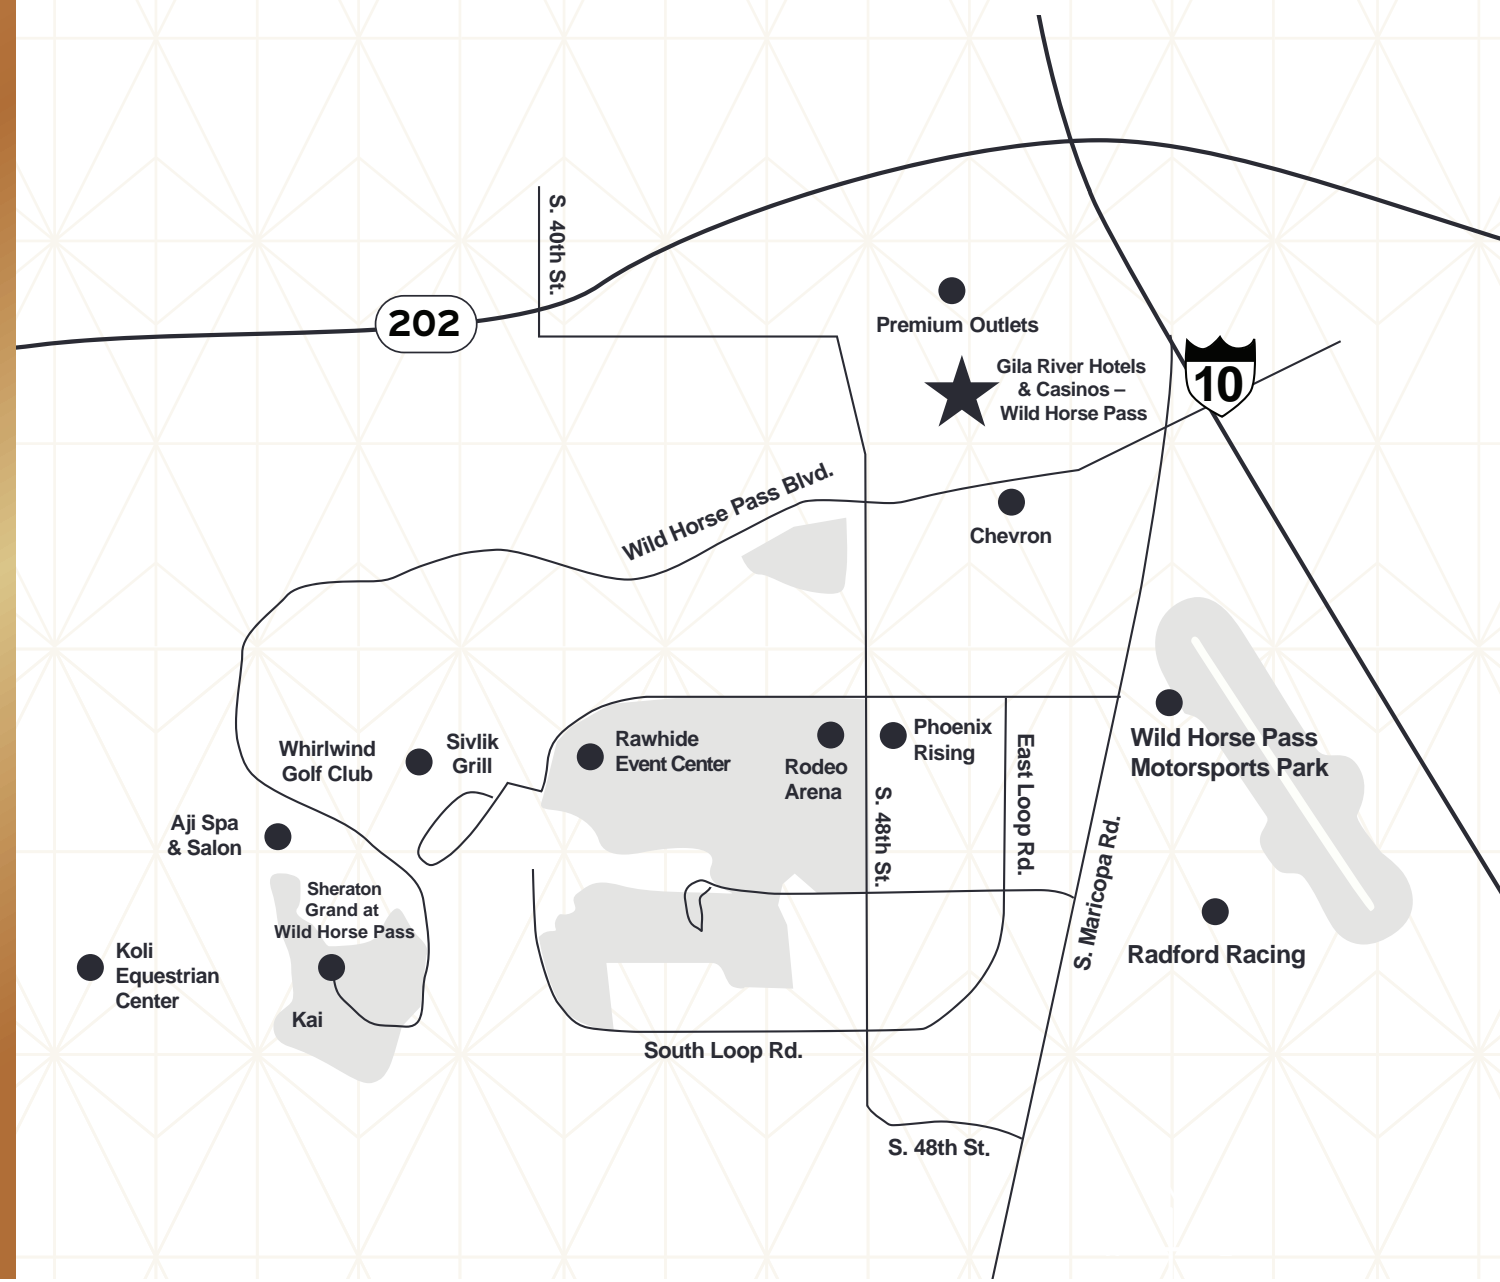 S. 40th St.
202
Premium Outlets
Gila River Hotels
& Casinos –
Wild Horse Pass
10
Wild Horse Pass Blvd.
Chevron
Whirlwind
Golf Club
Sivlik
Grill
Rawhide
Event Center
Rodeo
Arena
Phoenix
Rising
East Loop Rd.
Wild Horse Pass
Motorsports Park
S. 48th St.
S. Maricopa Rd.
Aji Spa
& Salon
Sheraton
Grand at
Wild Horse Pass
Koli
Equestrian
Center
Kai
Radford Racing
South Loop Rd.
S. 48th St.